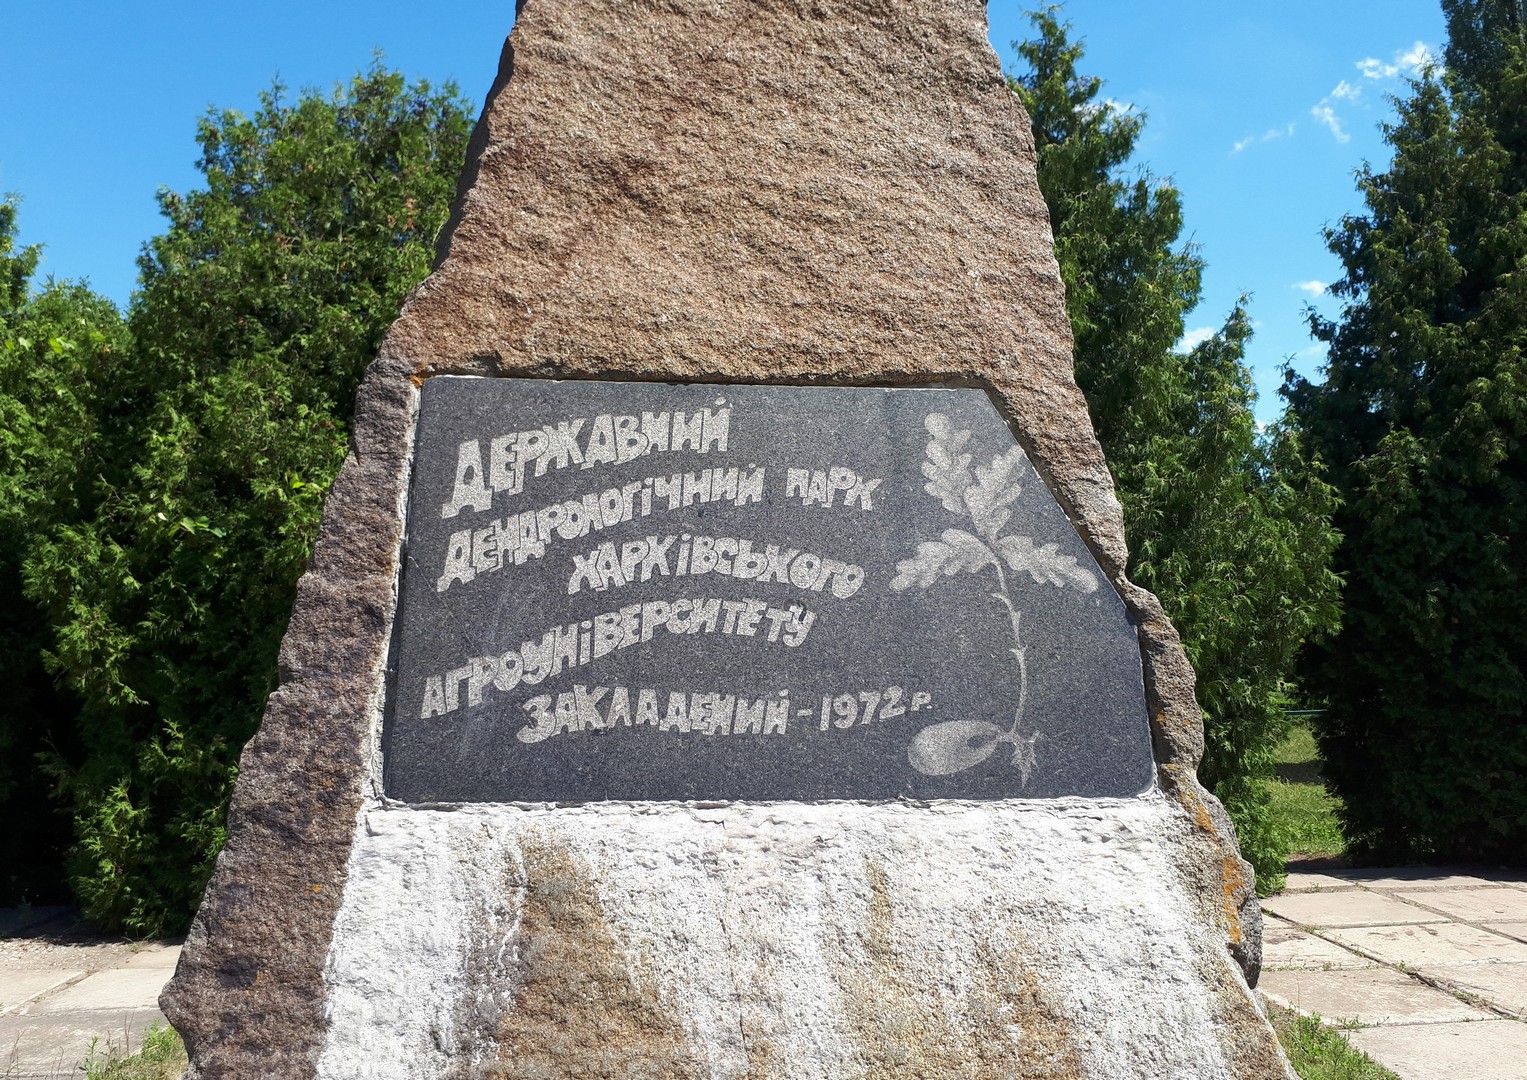 ДЕРЖАВНИЙ
ДЕНДРОЛОГІЧНИЙ ПАРК
ХАРКІВСЬКОГО
АГРОУНІВЕРСИТЕТУ
ЗАКЛАДЕНИЙ - 1972 Р.